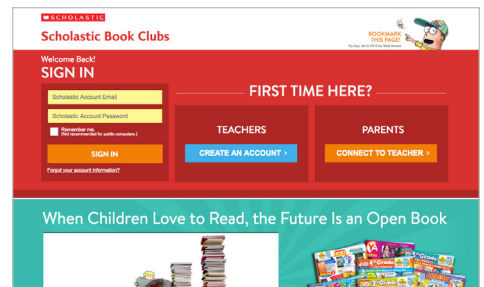 SCHOLASTIC
Scholastic Book Clubs
BOOKMARK
THIS PAGE!
Welcome Back!
SIGN IN
Scholastic Account Email
Scholastic Account Password
Remember me.
(Not recommended for public computers.)
SIGN IN
Forgot your account information?
FIRST TIME HERE?
TEACHERS
CREATE AN ACCOUNT >
PARENTS
CONNECT TO TEACHER >
When Children Love to Read, the Future Is an Open Book